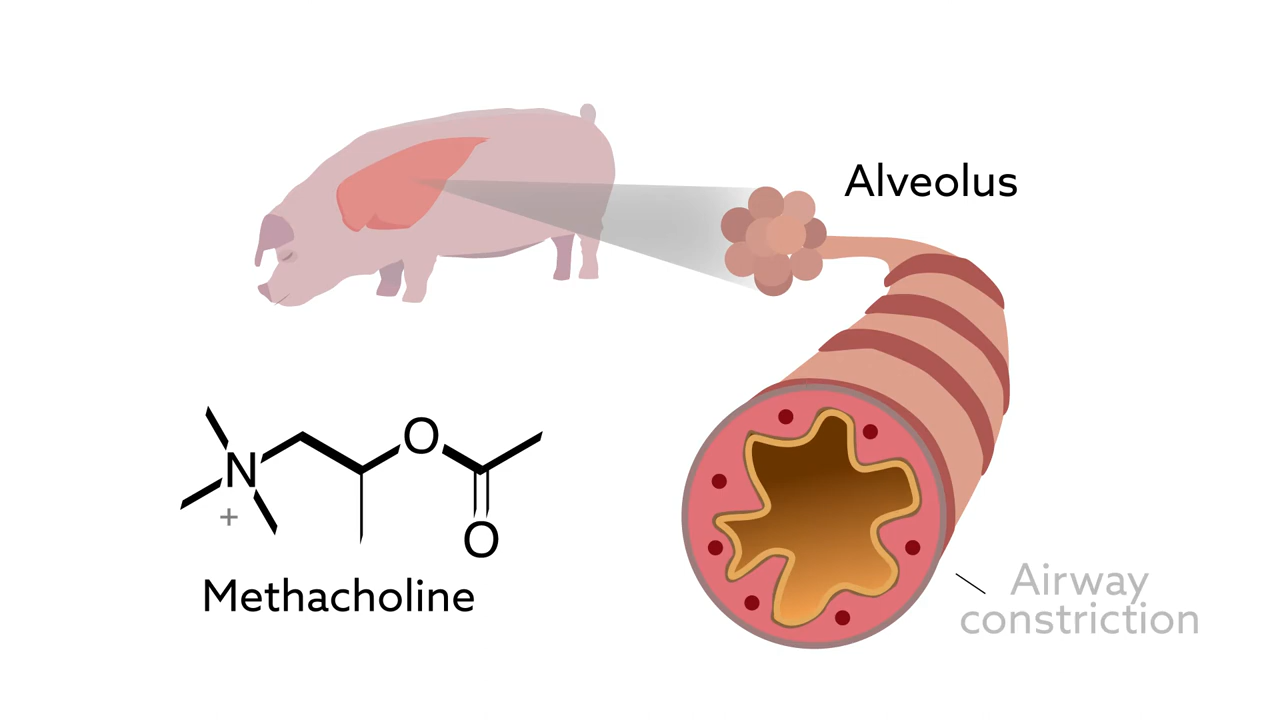 Alveolus
O
N
+
O
Methacholine
Airway
constriction